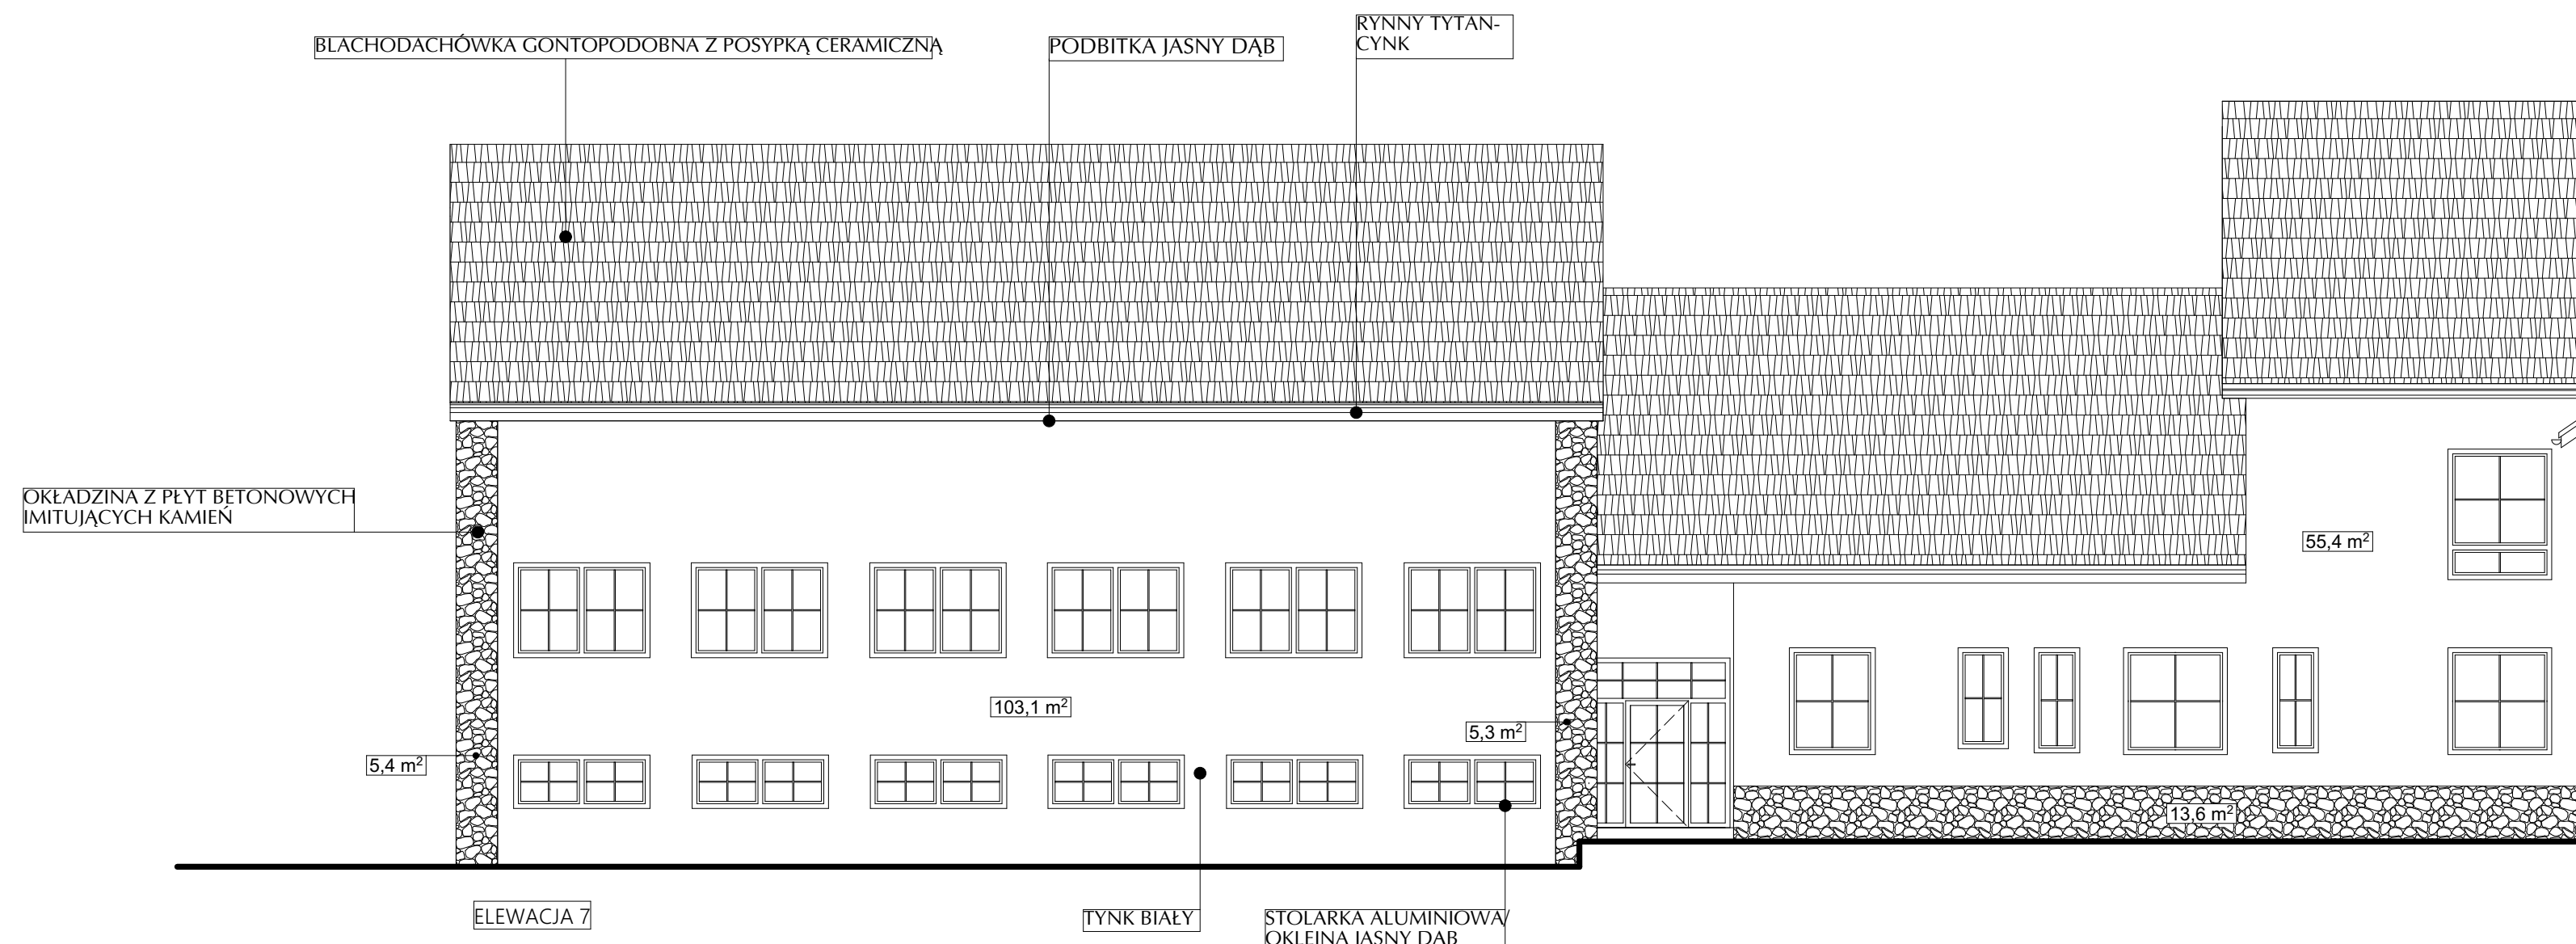 RYNNY TYTAN-
CYNK
BLACHODACHÓWKA GONTOPODOBNA Z POSYPKĄ CERAMICZNĄ
PODBITKA JASNY DĄB
OKŁADZINA Z PŁYT BETONOWYCH
IMITUJĄCYCH KAMIEŃ
55,4 m²
103,1 m²
5,3 m²
5,4 m²
13,6 m²
ELEWACJA 7
TYNK BIAŁY
STOLARKA ALUMINIOWA/
OKLEINA JASNY DĄB